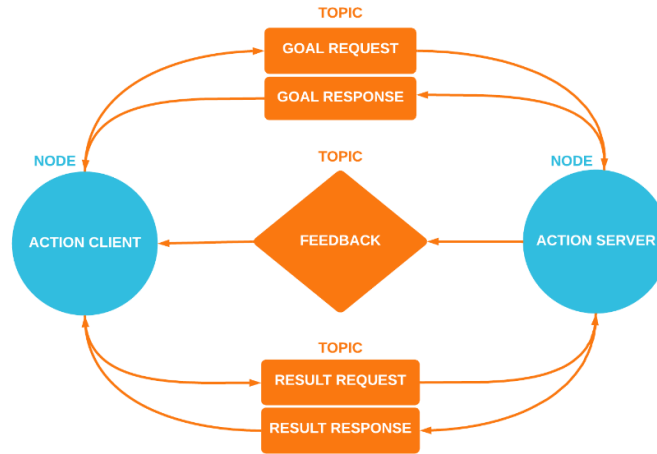 TOPIC
GOAL REQUEST
GOAL RESPONSE
NODE
TOPIC
NODE
ACTION CLIENT
FEEDBACK
ACTION SERVER
TOPIC
RESULT REQUEST
RESULT RESPONSE